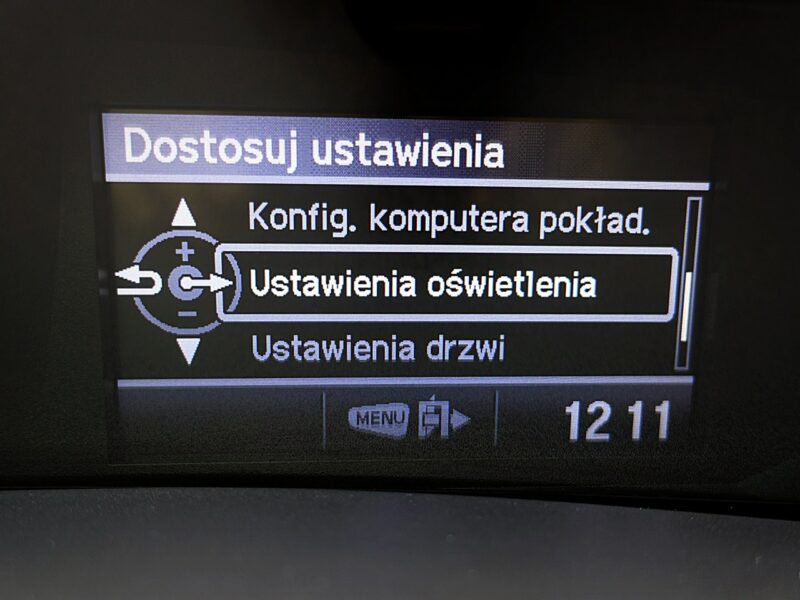 Dostosuj ustawienia
Konfig. komputera pokład.
Ustawienia oświetlenia
Ustawienia drzwi
MENU
12 11